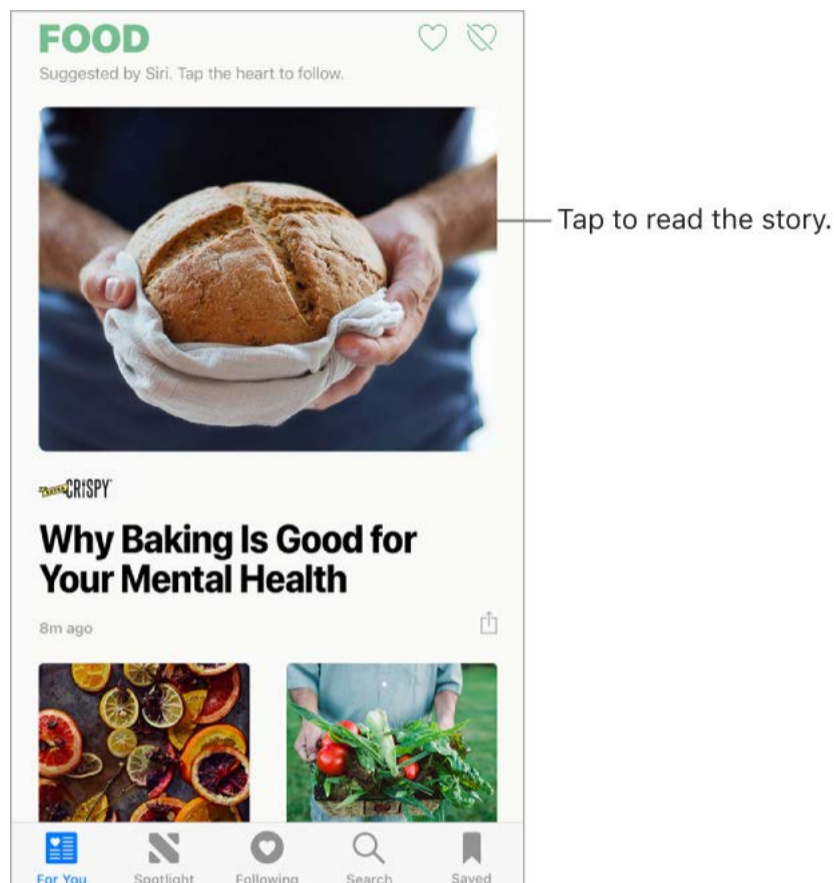 FOOD
Suggested by Siri. Tap the heart to follow.
Tap to read the story.
EXTRA CRISPY
Why Baking Is Good for
Your Mental Health
8m ago
For You
Spotlight
Following
Search
Saved